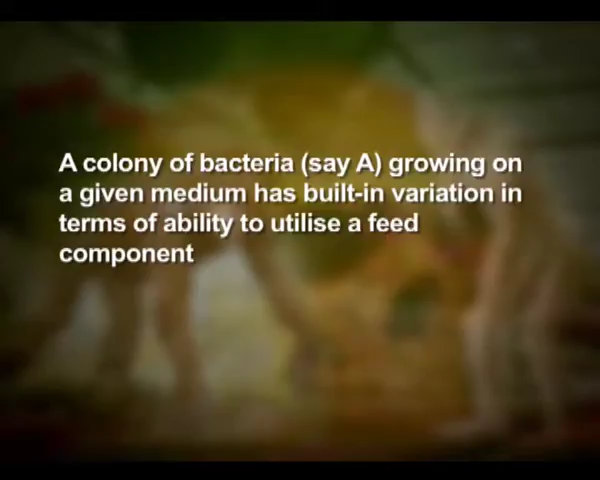 A colony of bacteria (say A) growing on
a given medium has built-in variation in
terms of ability to utilise a feed
component